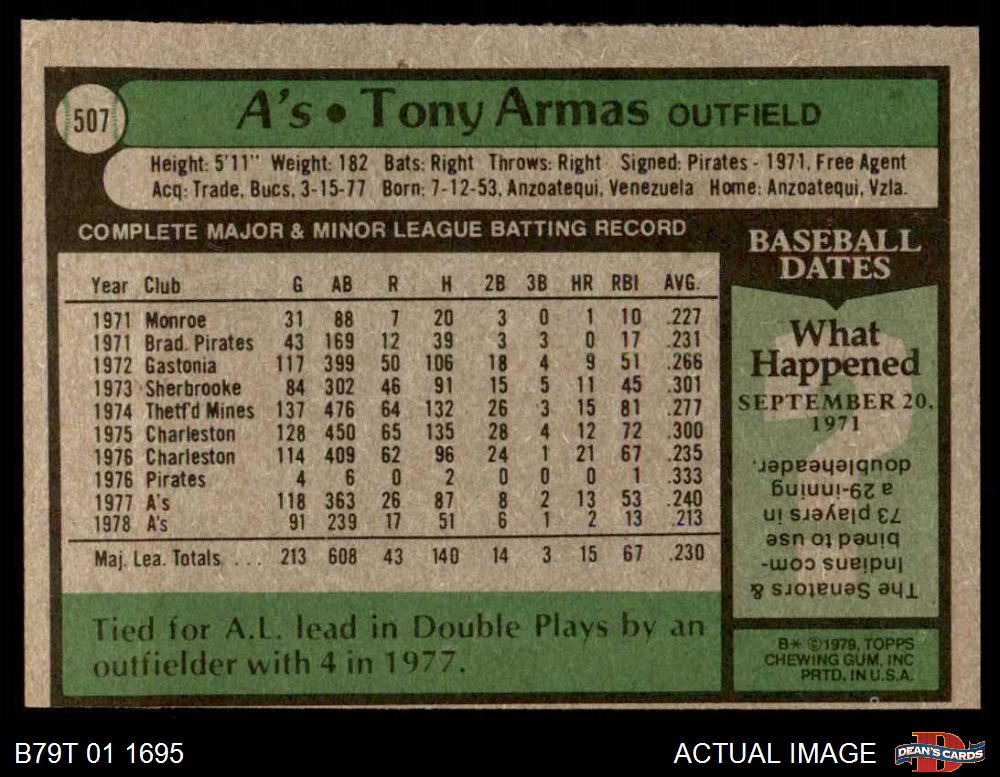 507
A's • Tony Armas OUTFIELD
Height: 5'11" Weight: 182 Bats: Right Throws: Right Signed: Pirates - 1971, Free Agent
Acq: Trade, Bucs, 3-15-77 Born: 7-12-53, Anzoatequi, Venezuela Home: Anzoatequi, Vzla.
COMPLETE MAJOR & MINOR LEAGUE BATTING RECORD
Year Club G AB R H 2B 3B HR RBI AVG.
1971 Monroe 31 88 7 20 3 0 1 10 .227
1971 Brad. Pirates 43 169 12 39 3 3 0 17 .231
1972 Gastonia 117 399 50 106 18 4 9 51 .266
1973 Sherbrooke 84 302 46 91 15 5 11 45 .301
1974 Thetf'd Mines 137 476 64 132 26 3 15 81 .277
1975 Charleston 128 450 65 135 28 4 12 72 .300
1976 Charleston 114 409 62 96 24 1 21 67 .235
1976 Pirates 4 6 0 2 0 0 0 1 .333
1977 A's 118 363 26 87 8 2 13 53 .240
1978 A's 91 239 17 51 6 1 2 13 .213
Maj. Lea. Totals . . . 213 608 43 140 14 3 15 67 .230
Tied for A.L. lead in Double Plays by an
outfielder with 4 in 1977.
BASEBALL
DATES
What
Happened
SEPTEMBER 20,
1971
The Senators &
Indians com-
bined to use
73 players in
a 29-inning
doubleheader.
B* ©1979, TOPPS
CHEWING GUM, INC
PRTD. IN U.S.A.
B79T 01 1695
ACTUAL IMAGE
D
DEAN'S CARDS